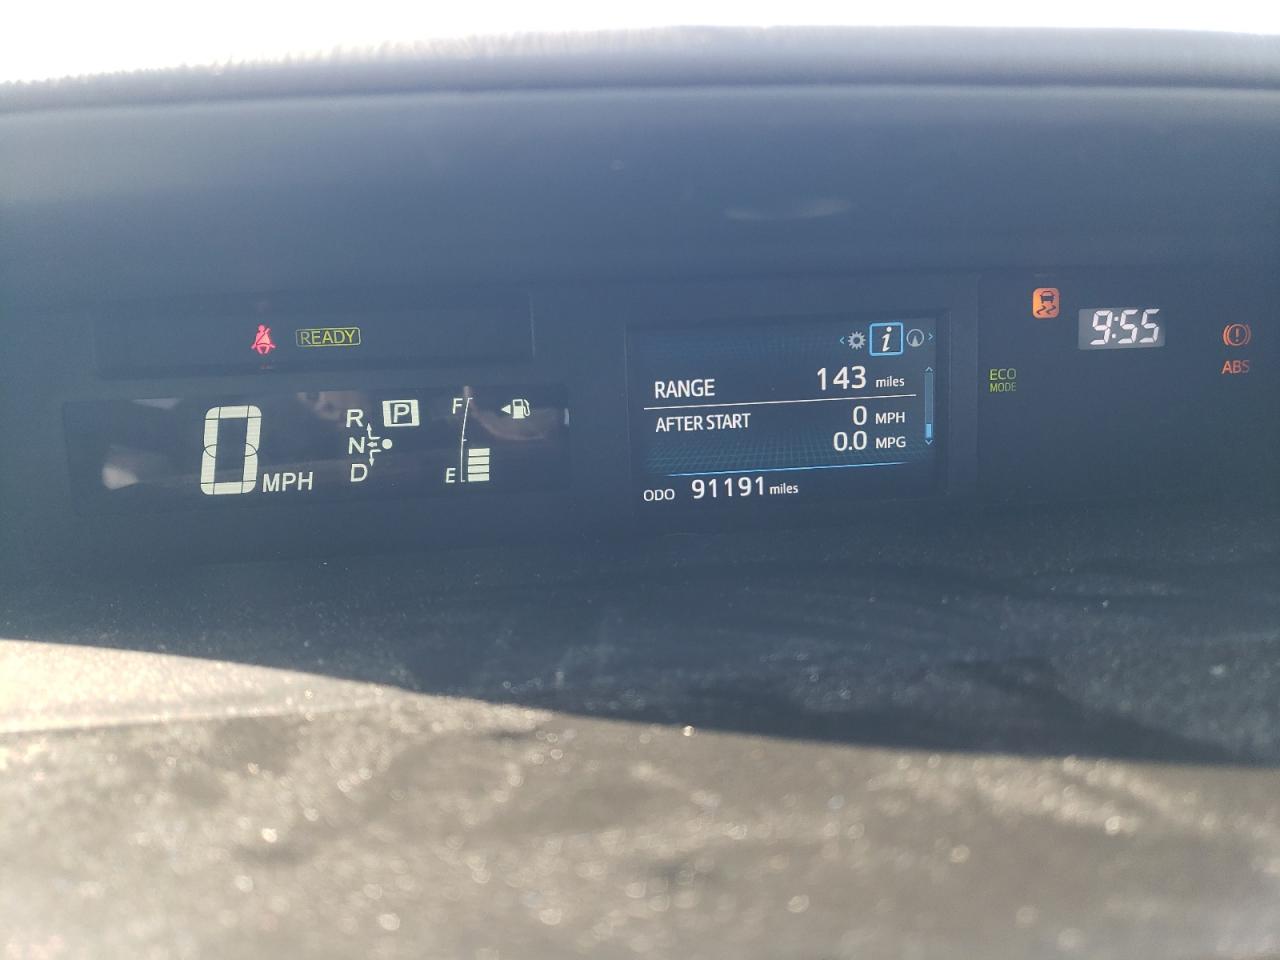 READY
0 MPH
R P
N
D
F
E
i
RANGE 143 miles
AFTER START 0 MPH
0.0 MPG
ODO 91191 miles
9:55
ECO
MODE
ABS